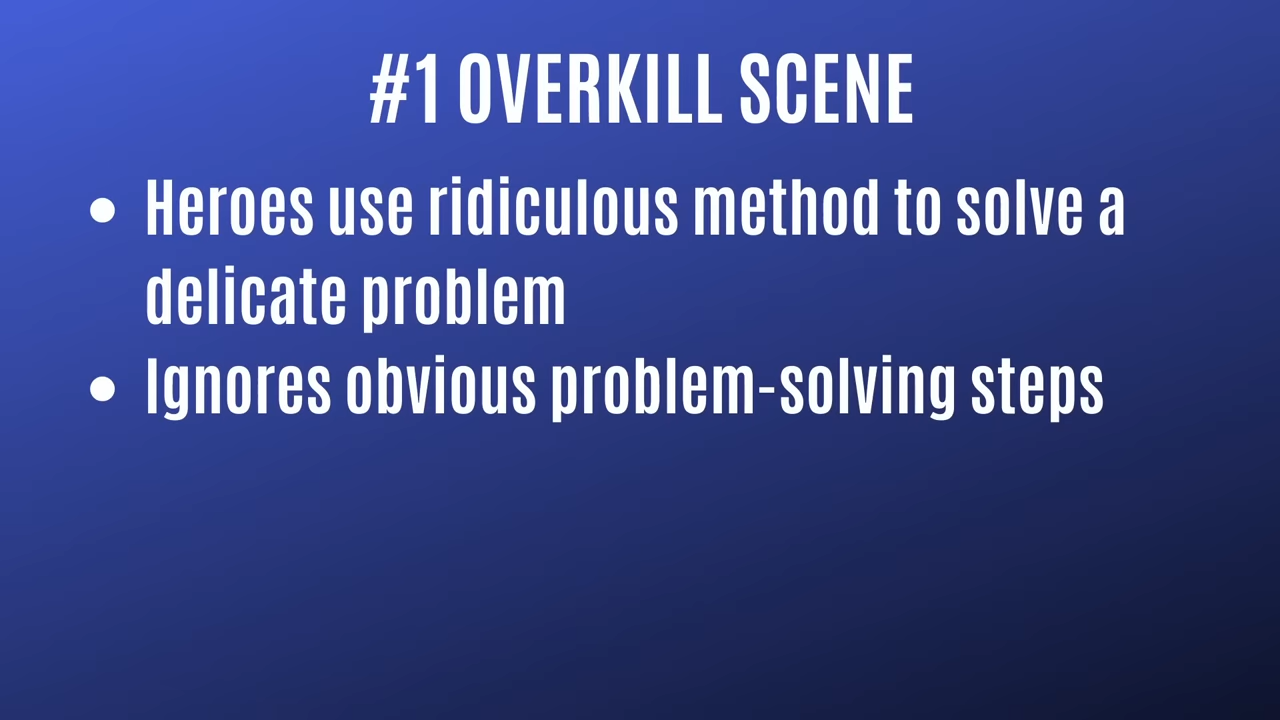 #1 OVERKILL SCENE
• Heroes use ridiculous method to solve a
delicate problem
• Ignores obvious problem-solving steps